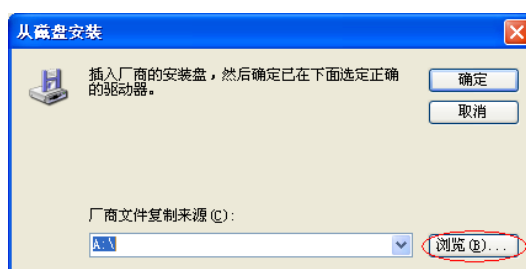 从磁盘安装
插入厂商的安装盘，然后确定已在下面选定正确
的驱动器。
确定
取消
厂商文件复制来源(C):
A:\
浏览(B)...